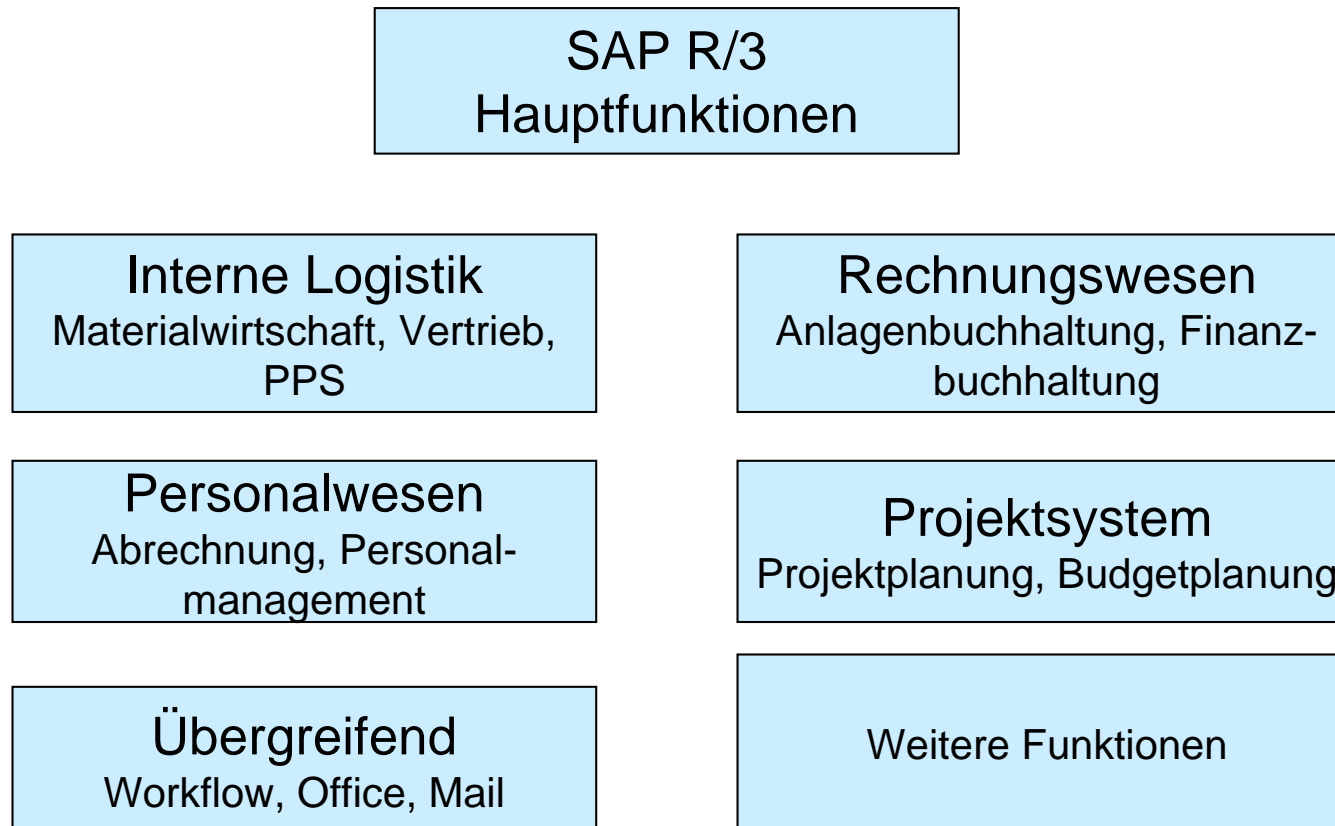 SAP R/3
Hauptfunktionen
Interne Logistik
Materialwirtschaft, Vertrieb,
PPS
Rechnungswesen
Anlagenbuchhaltung, Finanz-
buchhaltung
Personalwesen
Abrechnung, Personal-
management
Projektsystem
Projektplanung, Budgetplanung
Übergreifend
Workflow, Office, Mail
Weitere Funktionen